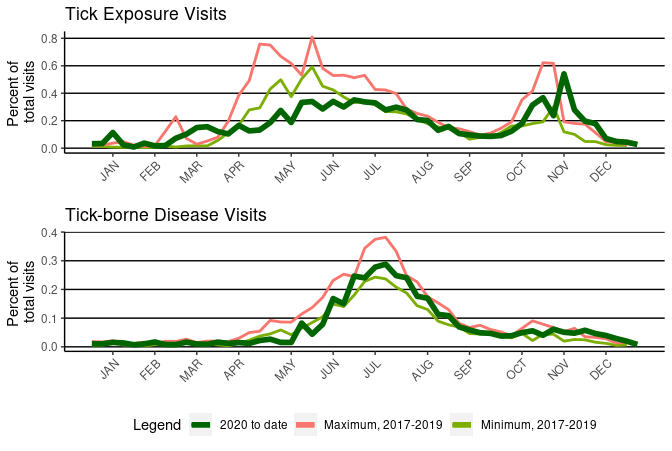 Tick Exposure Visits
Percent of
total visits
0.8
0.6
0.4
0.2
0.0
JAN FEB MAR APR MAY JUN JUL AUG SEP OCT NOV DEC
Tick-borne Disease Visits
Percent of
total visits
0.4
0.3
0.2
0.1
0.0
JAN FEB MAR APR MAY JUN JUL AUG SEP OCT NOV DEC
Legend 2020 to date Maximum, 2017-2019 Minimum, 2017-2019